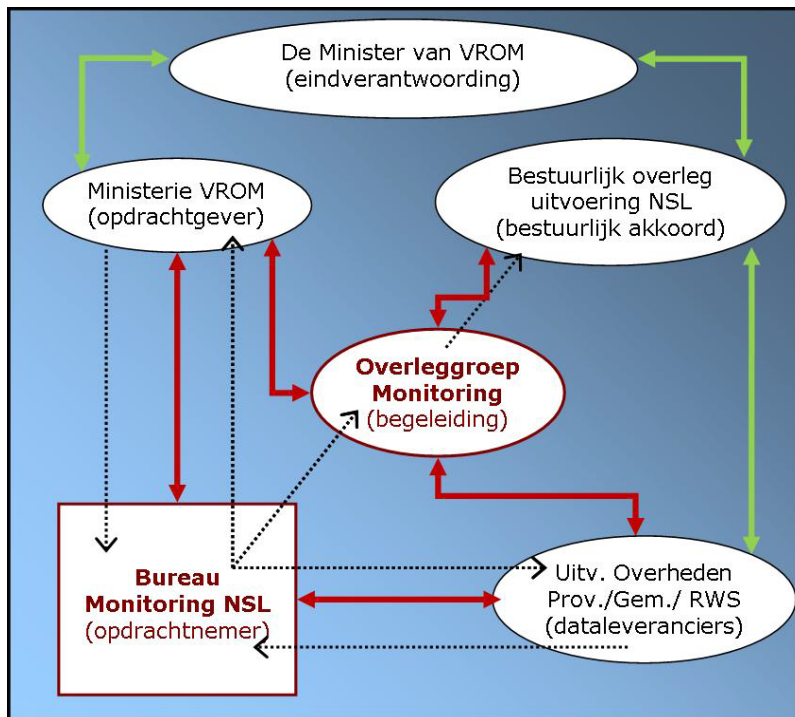 De Minister van VROM
(eindverantwoording)
Ministerie VROM
(opdrachtgever)
Bestuurlijk overleg
uitvoering NSL
(bestuurlijk akkoord)
Overleggroep
Monitoring
(begeleiding)
Bureau
Monitoring NSL
(opdrachtnemer)
Uitv. Overheden
Prov./Gem./ RWS
(dataleveranciers)